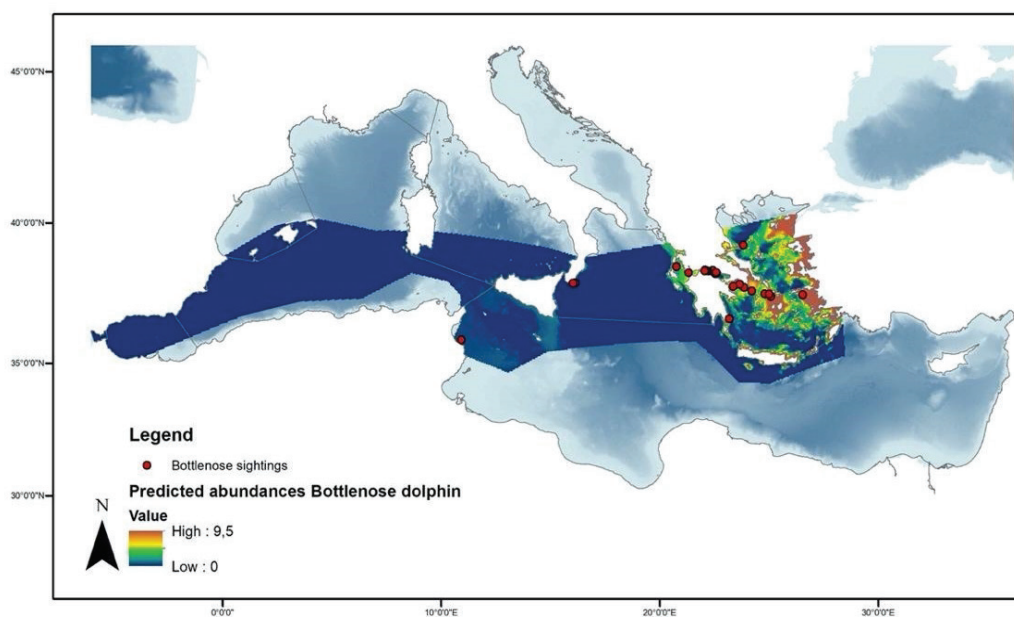 45°0'0"N
40°0'0"N
35°0'0"N
30°0'0"N
Legend
Bottlenose sightings
Predicted abundances Bottlenose dolphin
N
Value
High : 9,5
Low : 0
0°0'0"
10°0'0"E
20°0'0"E
30°0'0"E